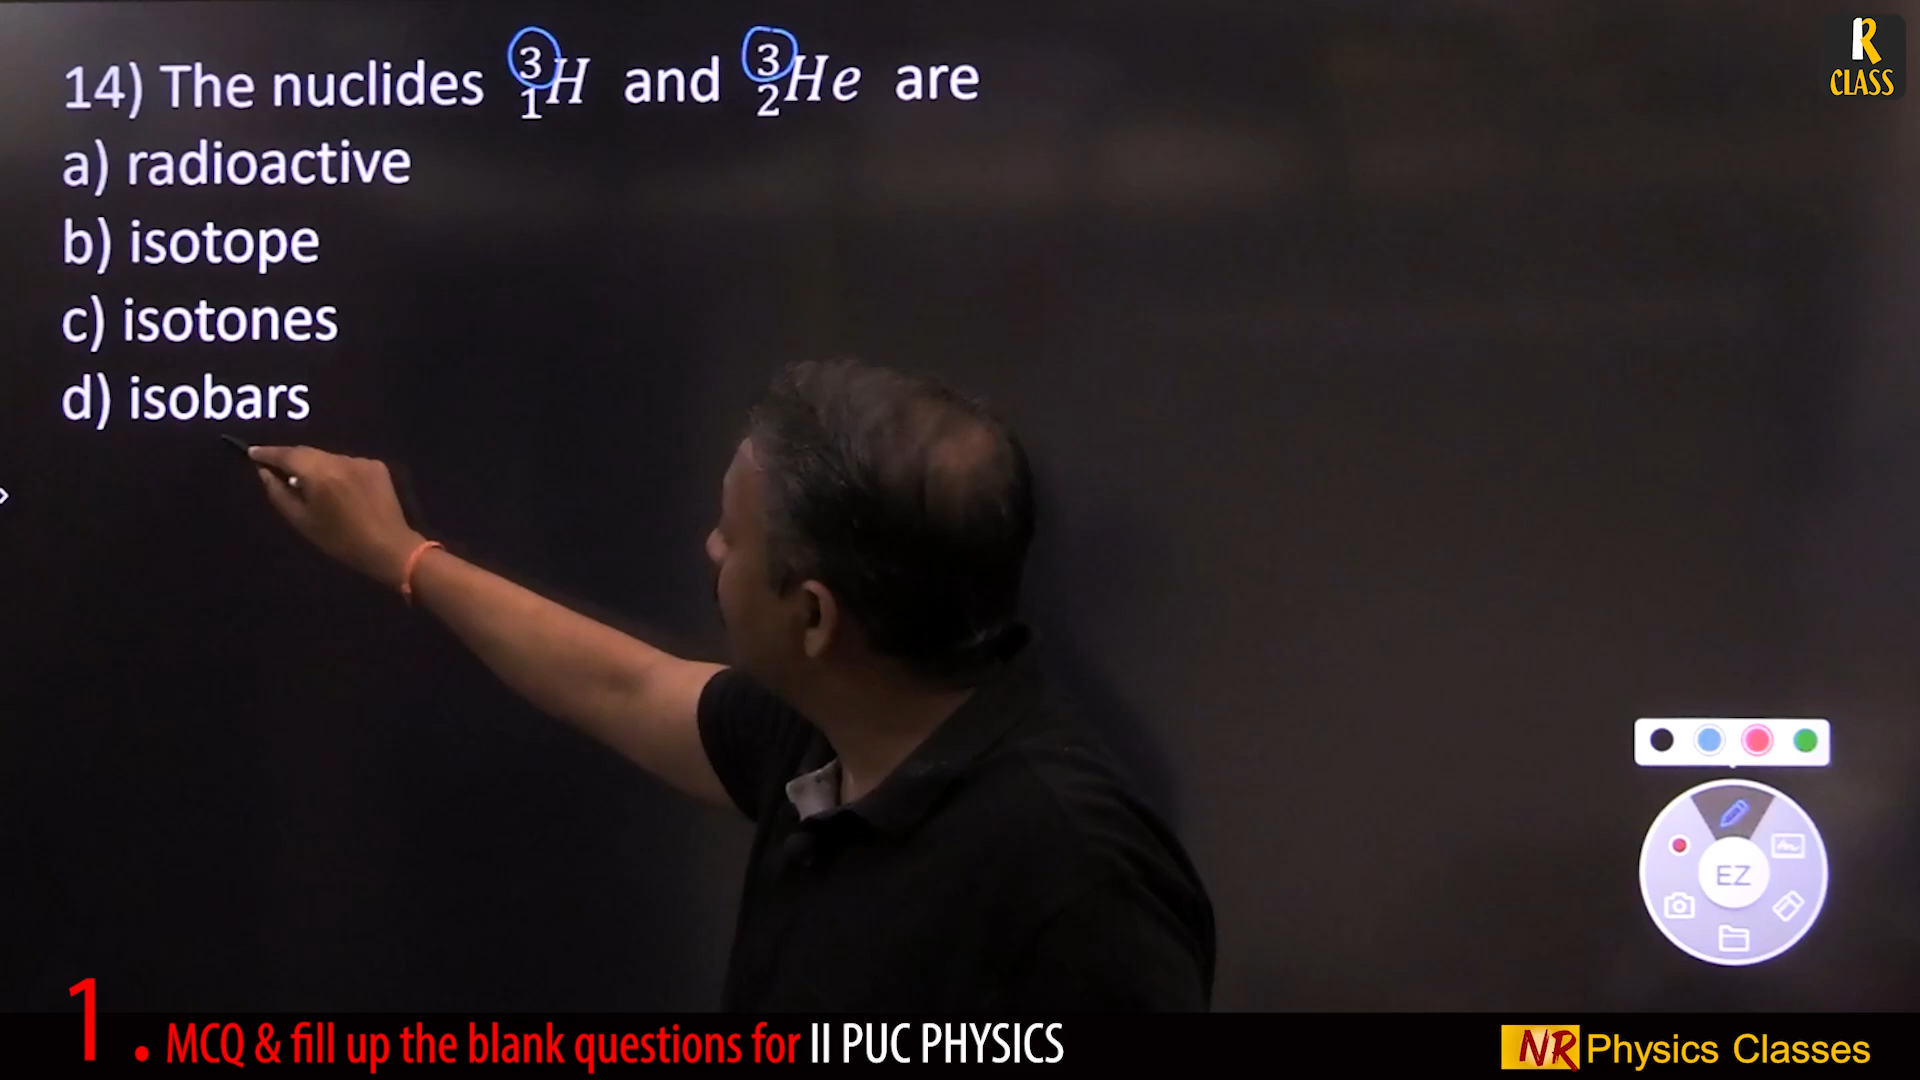 14) The nuclides ³₁H and ³₂He are
a) radioactive
b) isotope
c) isotones
d) isobars
R
CLASS
EZ
1. MCQ & fill up the blank questions for II PUC PHYSICS
NR Physics Classes